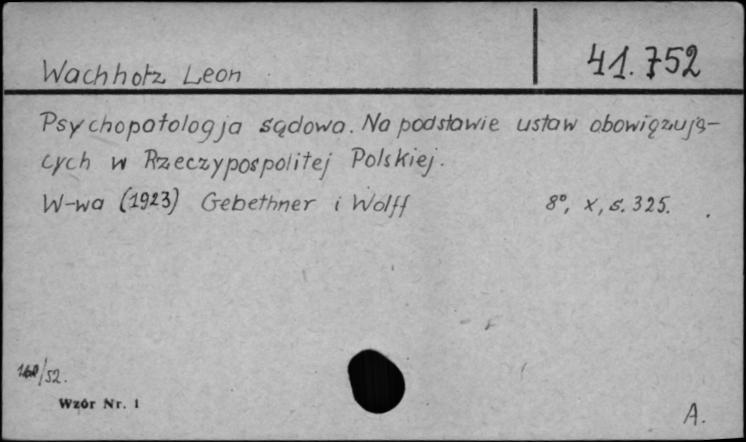 Wachholz Leon
41.752
Psychopatologja sądowa. Na podstawie ustaw obowiązują-
cych w Rzeczypospolitej Polskiej.
W-wa (1923) Gebethner i Wolff 8°, X, s. 325.
/52.
Wzór Nr. 1
A.